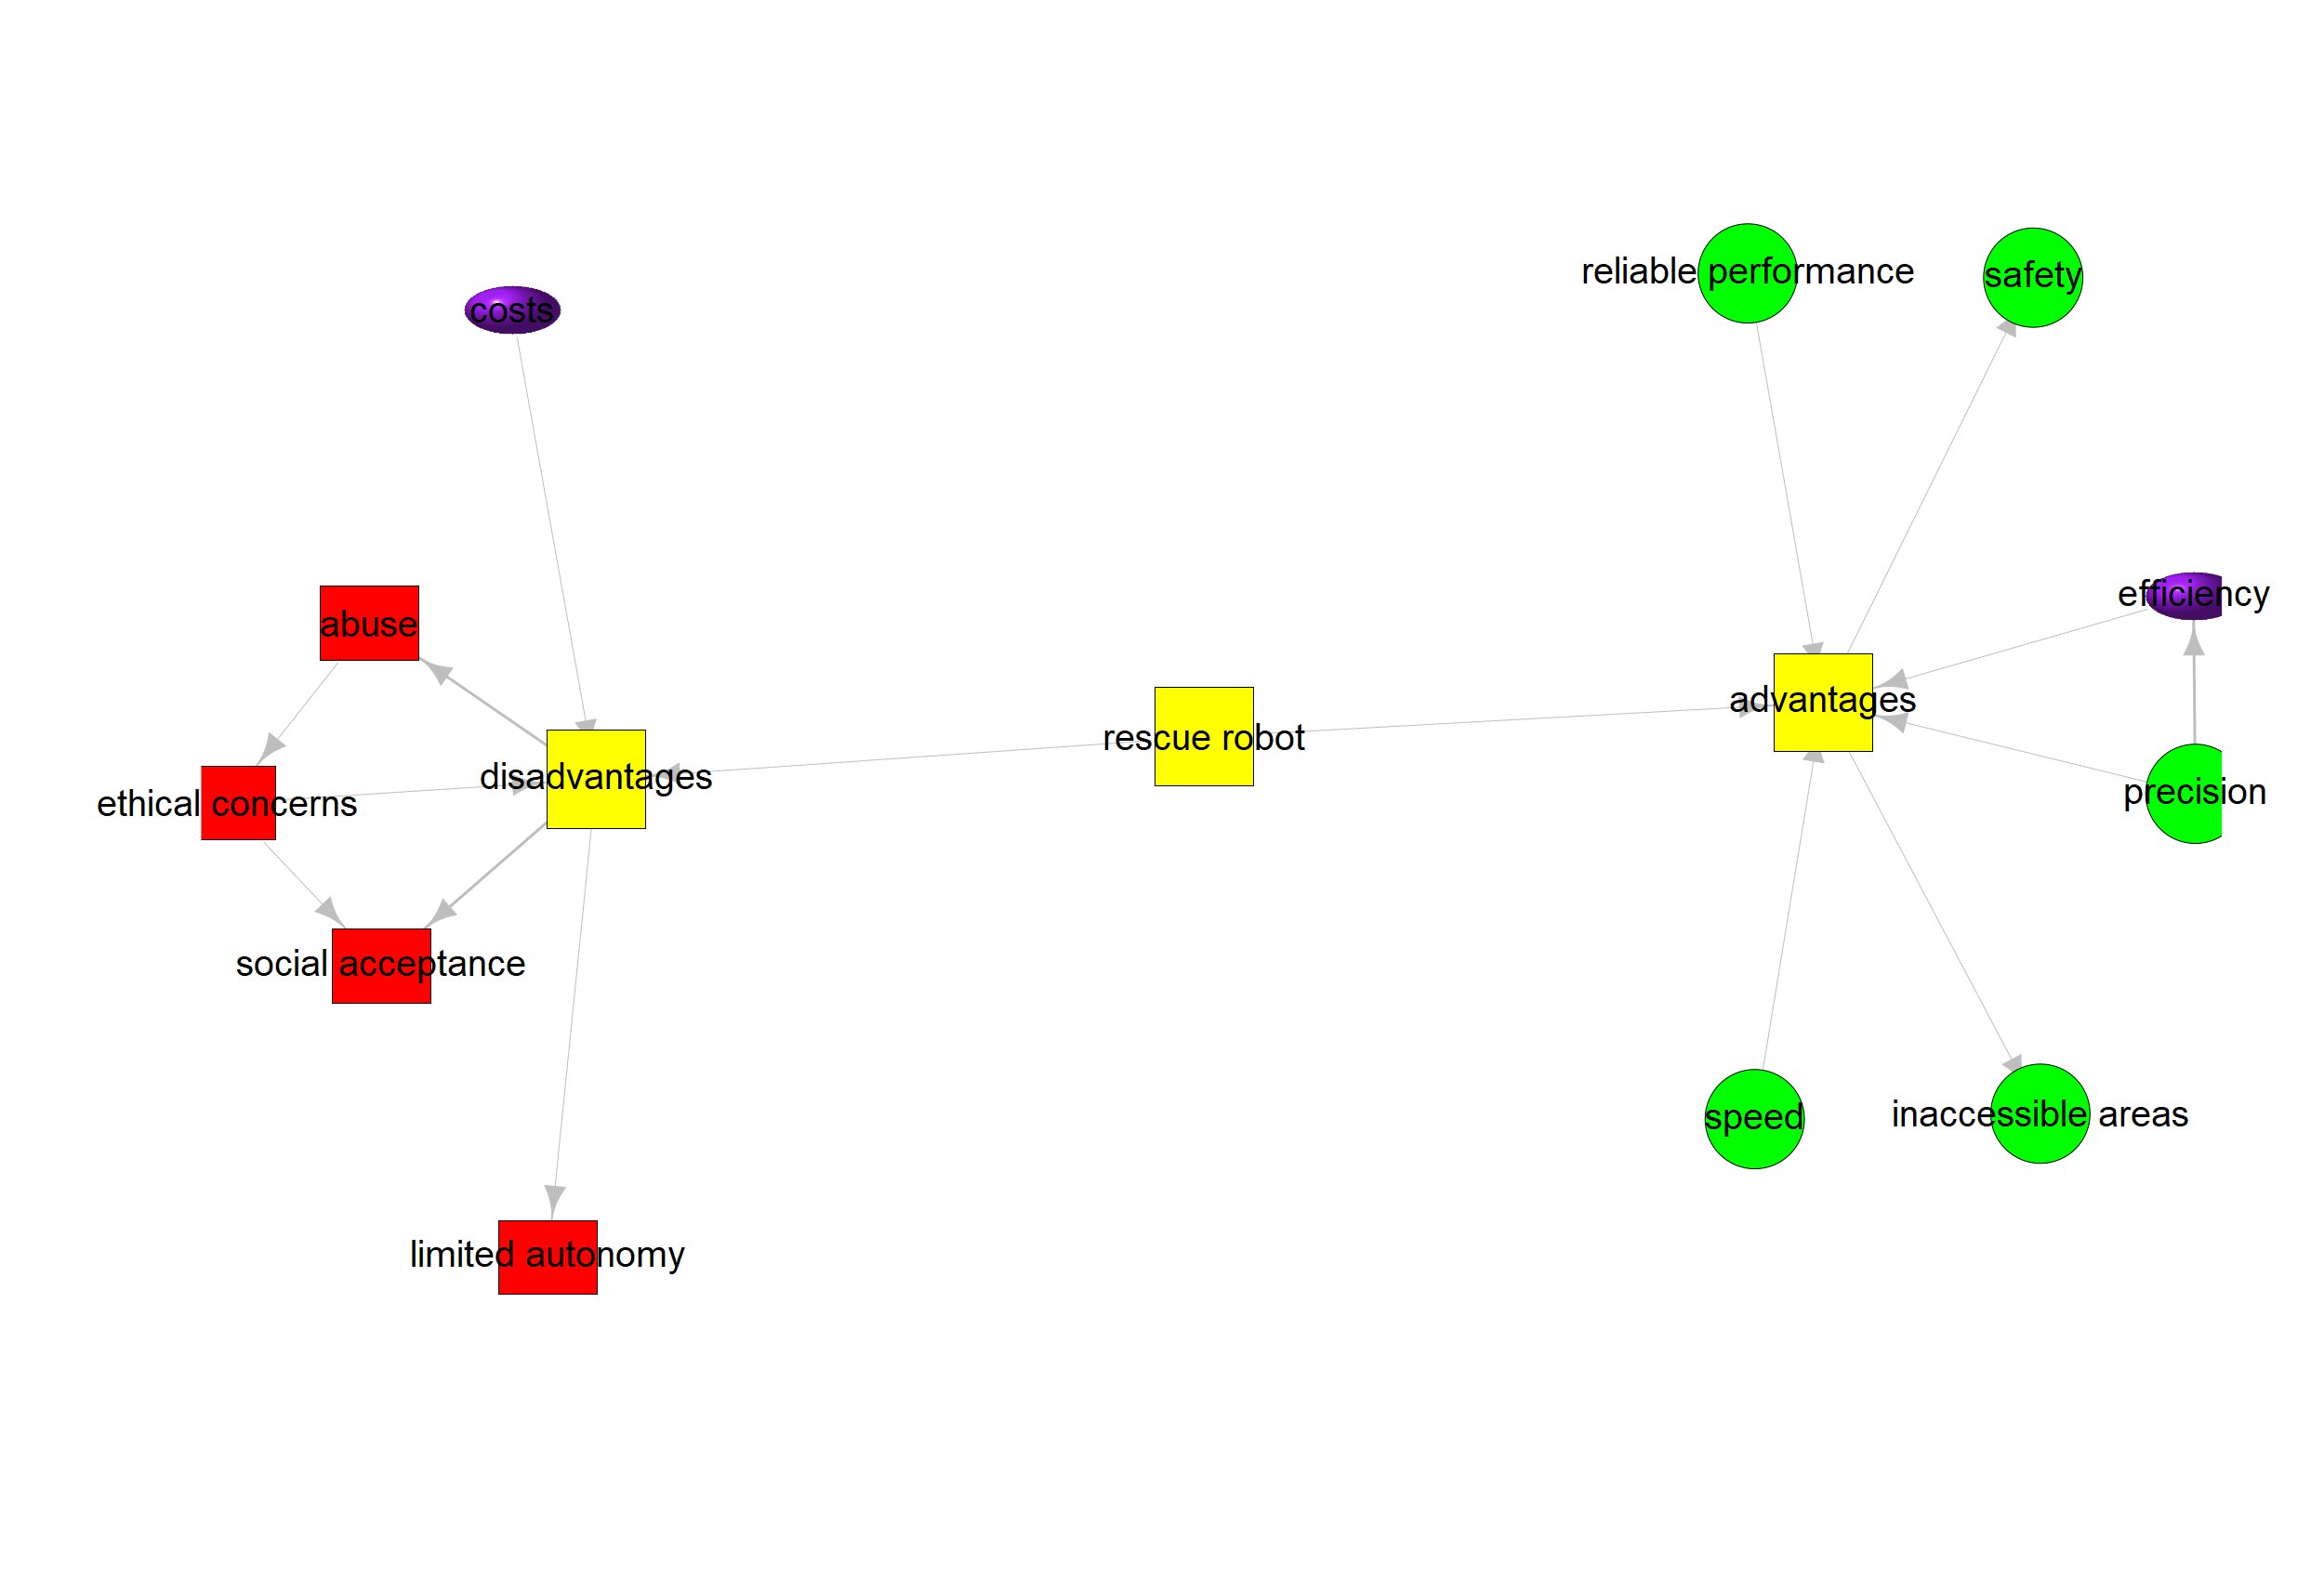 reliable performance
safety
costs
efficiency
abuse
advantages
rescue robot
disadvantages
precision
ethical concerns
social acceptance
speed
inaccessible areas
limited autonomy